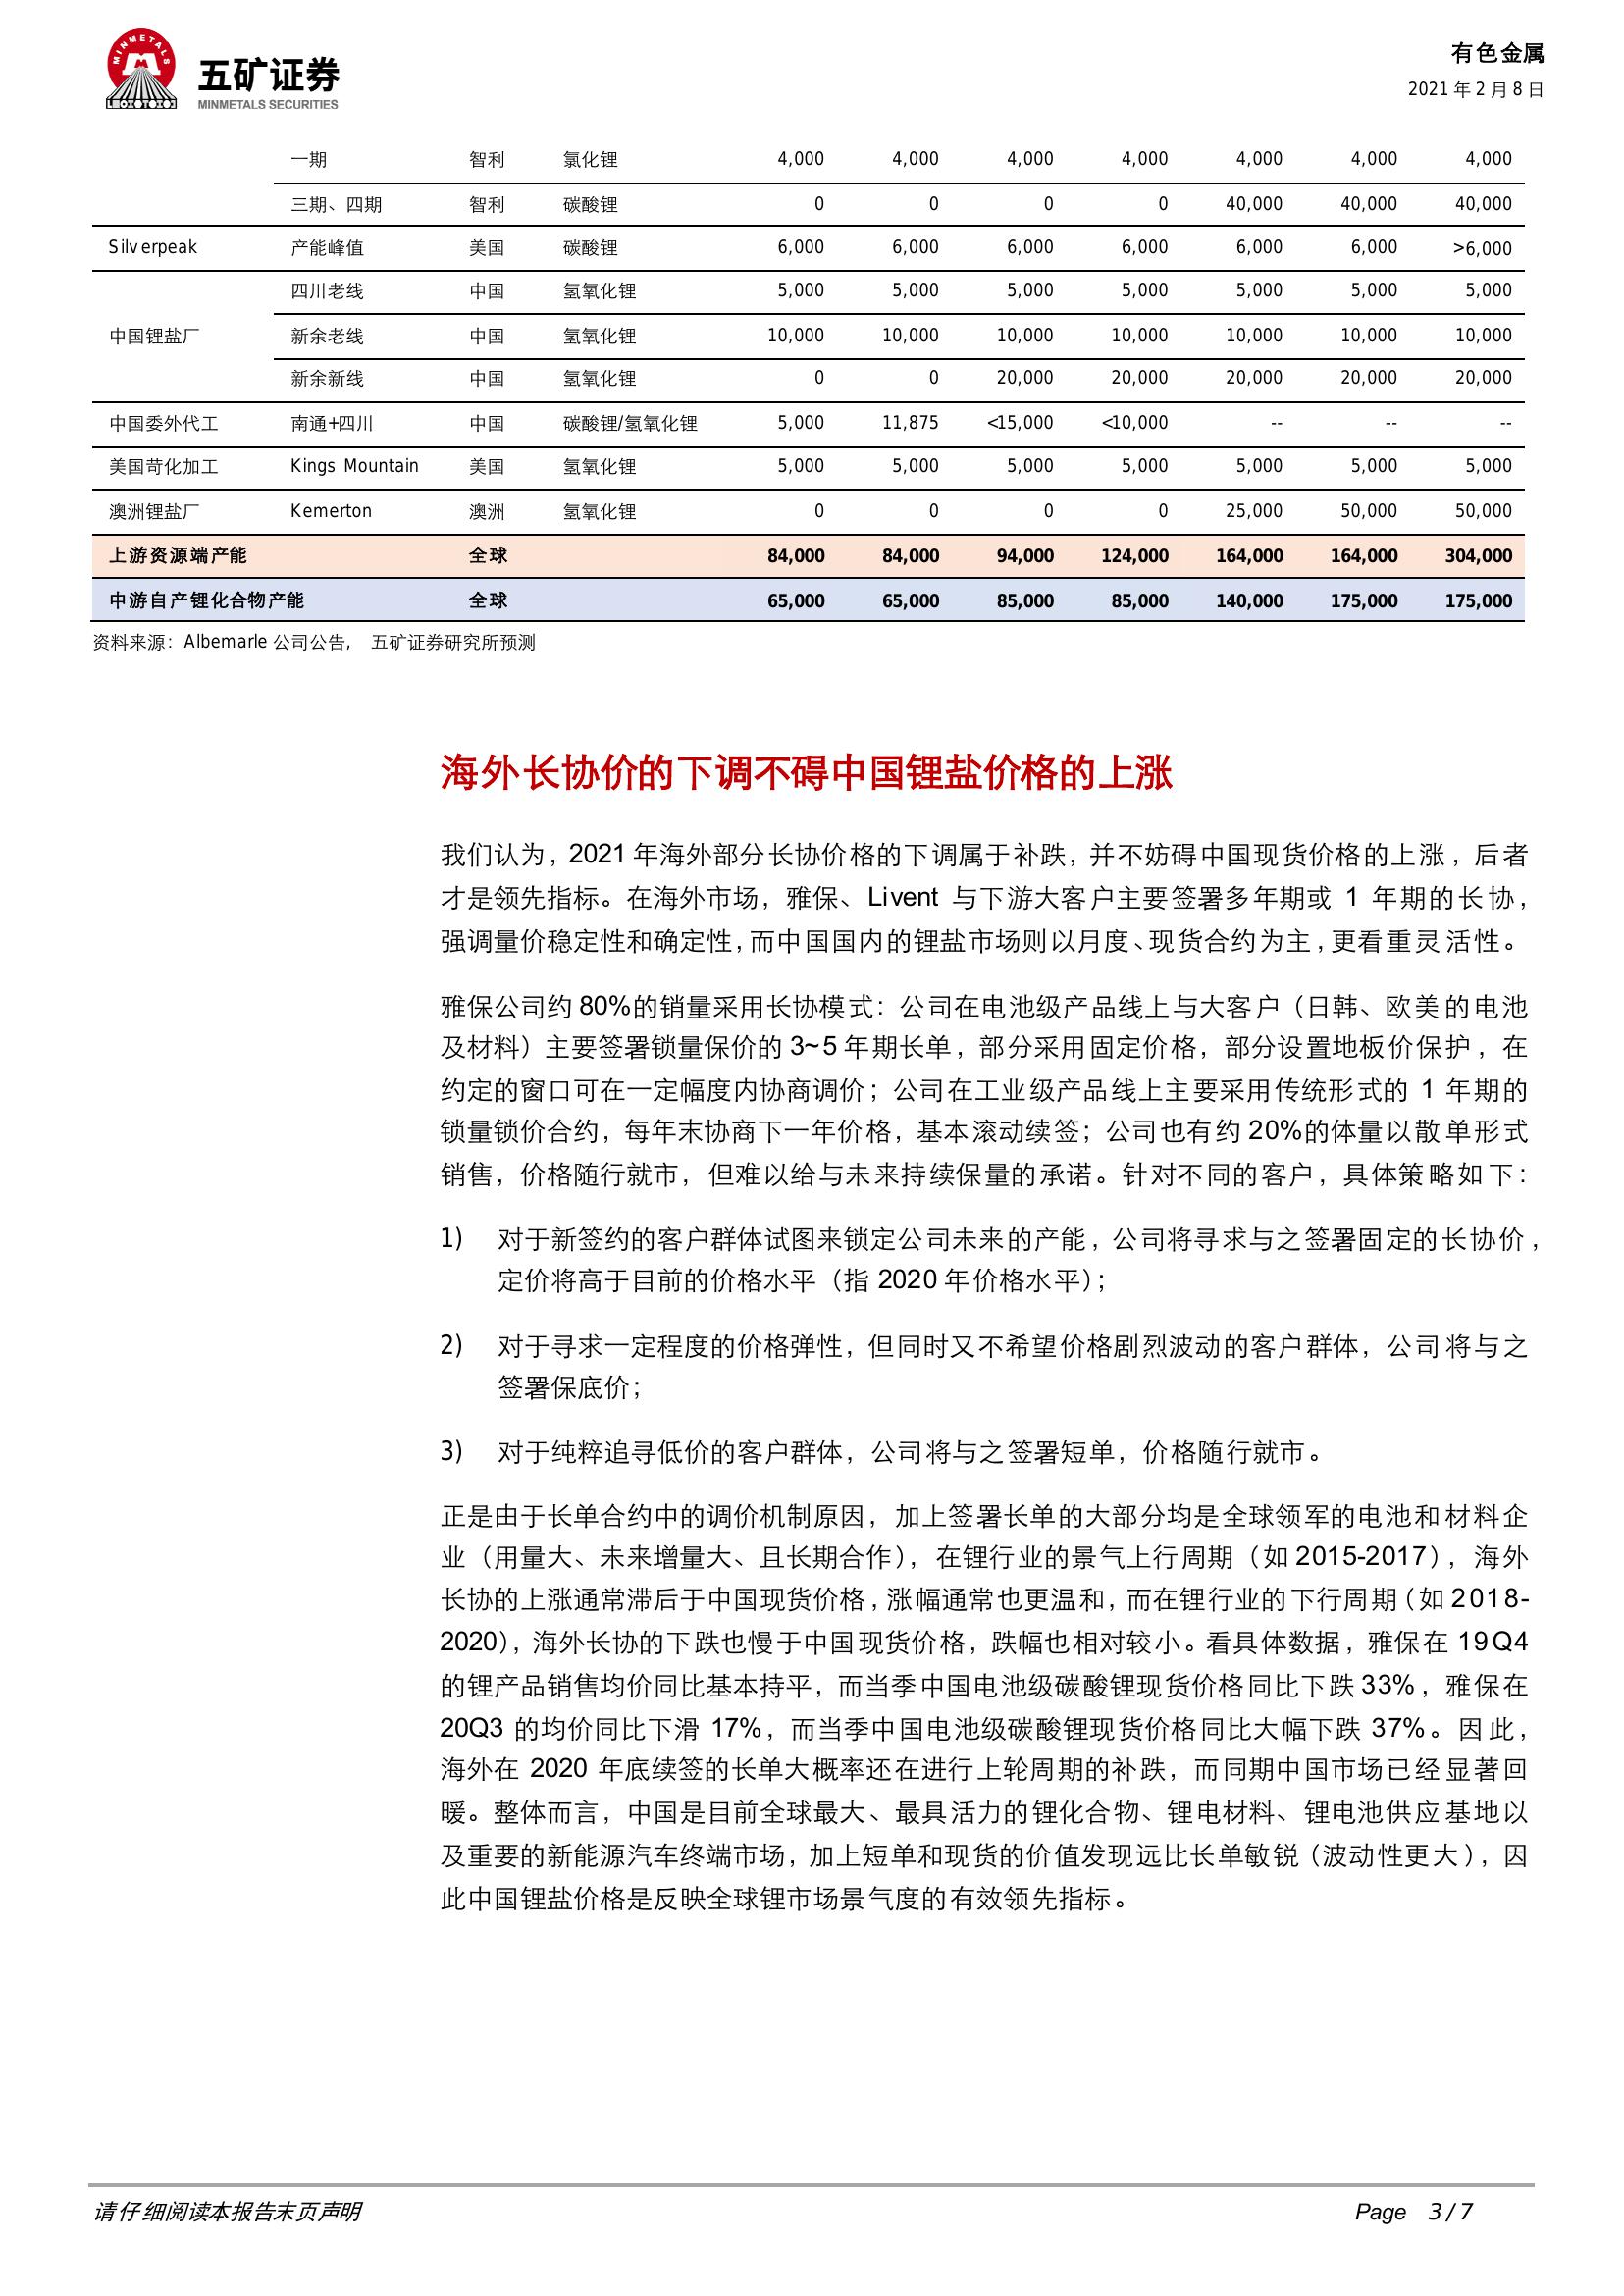 MINMETALS
五矿证券
MINMETALS SECURITIES
有色金属
2021 年 2 月 8 日
一期 智利 氯化锂 4,000 4,000 4,000 4,000 4,000 4,000 4,000
三期、四期 智利 碳酸锂 0 0 0 0 40,000 40,000 40,000
Silverpeak 产能峰值 美国 碳酸锂 6,000 6,000 6,000 6,000 6,000 6,000 >6,000
四川老线 中国 氢氧化锂 5,000 5,000 5,000 5,000 5,000 5,000 5,000
中国锂盐厂 新余老线 中国 氢氧化锂 10,000 10,000 10,000 10,000 10,000 10,000 10,000
新余新线 中国 氢氧化锂 0 0 20,000 20,000 20,000 20,000 20,000
中国委外代工 南通+四川 中国 碳酸锂/氢氧化锂 5,000 11,875 <15,000 <10,000 -- -- --
美国苛化加工 Kings Mountain 美国 氢氧化锂 5,000 5,000 5,000 5,000 5,000 5,000 5,000
澳洲锂盐厂 Kemerton 澳洲 氢氧化锂 0 0 0 0 25,000 50,000 50,000
上游资源端产能 全球 84,000 84,000 94,000 124,000 164,000 164,000 304,000
中游自产锂化合物产能 全球 65,000 65,000 85,000 85,000 140,000 175,000 175,000
资料来源：Albemarle 公司公告， 五矿证券研究所预测
海外长协价的下调不碍中国锂盐价格的上涨
我们认为，2021 年海外部分长协价格的下调属于补跌，并不妨碍中国现货价格的上涨，后者
才是领先指标。在海外市场，雅保、Livent 与下游大客户主要签署多年期或 1 年期的长协，
强调量价稳定性和确定性，而中国国内的锂盐市场则以月度、现货合约为主，更看重灵活性。
雅保公司约 80%的销量采用长协模式：公司在电池级产品线上与大客户（日韩、欧美的电池
及材料）主要签署锁量保价的 3~5 年期长单，部分采用固定价格，部分设置地板价保护，在
约定的窗口可在一定幅度内协商调价；公司在工业级产品线上主要采用传统形式的 1 年期的
锁量锁价合约，每年末协商下一年价格，基本滚动续签；公司也有约 20%的体量以散单形式
销售，价格随行就市，但难以给与未来持续保量的承诺。针对不同的客户，具体策略如下：
1) 对于新签约的客户群体试图来锁定公司未来的产能，公司将寻求与之签署固定的长协价，
定价将高于目前的价格水平（指 2020 年价格水平）；
2) 对于寻求一定程度的价格弹性，但同时又不希望价格剧烈波动的客户群体，公司将与之
签署保底价；
3) 对于纯粹追寻低价的客户群体，公司将与之签署短单，价格随行就市。
正是由于长单合约中的调价机制原因，加上签署长单的大部分均是全球领军的电池和材料企
业（用量大、未来增量大、且长期合作），在锂行业的景气上行周期（如 2015-2017），海外
长协的上涨通常滞后于中国现货价格，涨幅通常也更温和，而在锂行业的下行周期（如 2018-
2020），海外长协的下跌也慢于中国现货价格，跌幅也相对较小。看具体数据，雅保在 19Q4
的锂产品销售均价同比基本持平，而当季中国电池级碳酸锂现货价格同比下跌 33%，雅保在
20Q3 的均价同比下滑 17%，而当季中国电池级碳酸锂现货价格同比大幅下跌 37%。因此，
海外在 2020 年底续签的长单大概率还在进行上轮周期的补跌，而同期中国市场已经显著回
暖。整体而言，中国是目前全球最大、最具活力的锂化合物、锂电材料、锂电池供应基地以
及重要的新能源汽车终端市场，加上短单和现货的价值发现远比长单敏锐（波动性更大），因
此中国锂盐价格是反映全球锂市场景气度的有效领先指标。
请仔细阅读本报告末页声明
Page 3 / 7